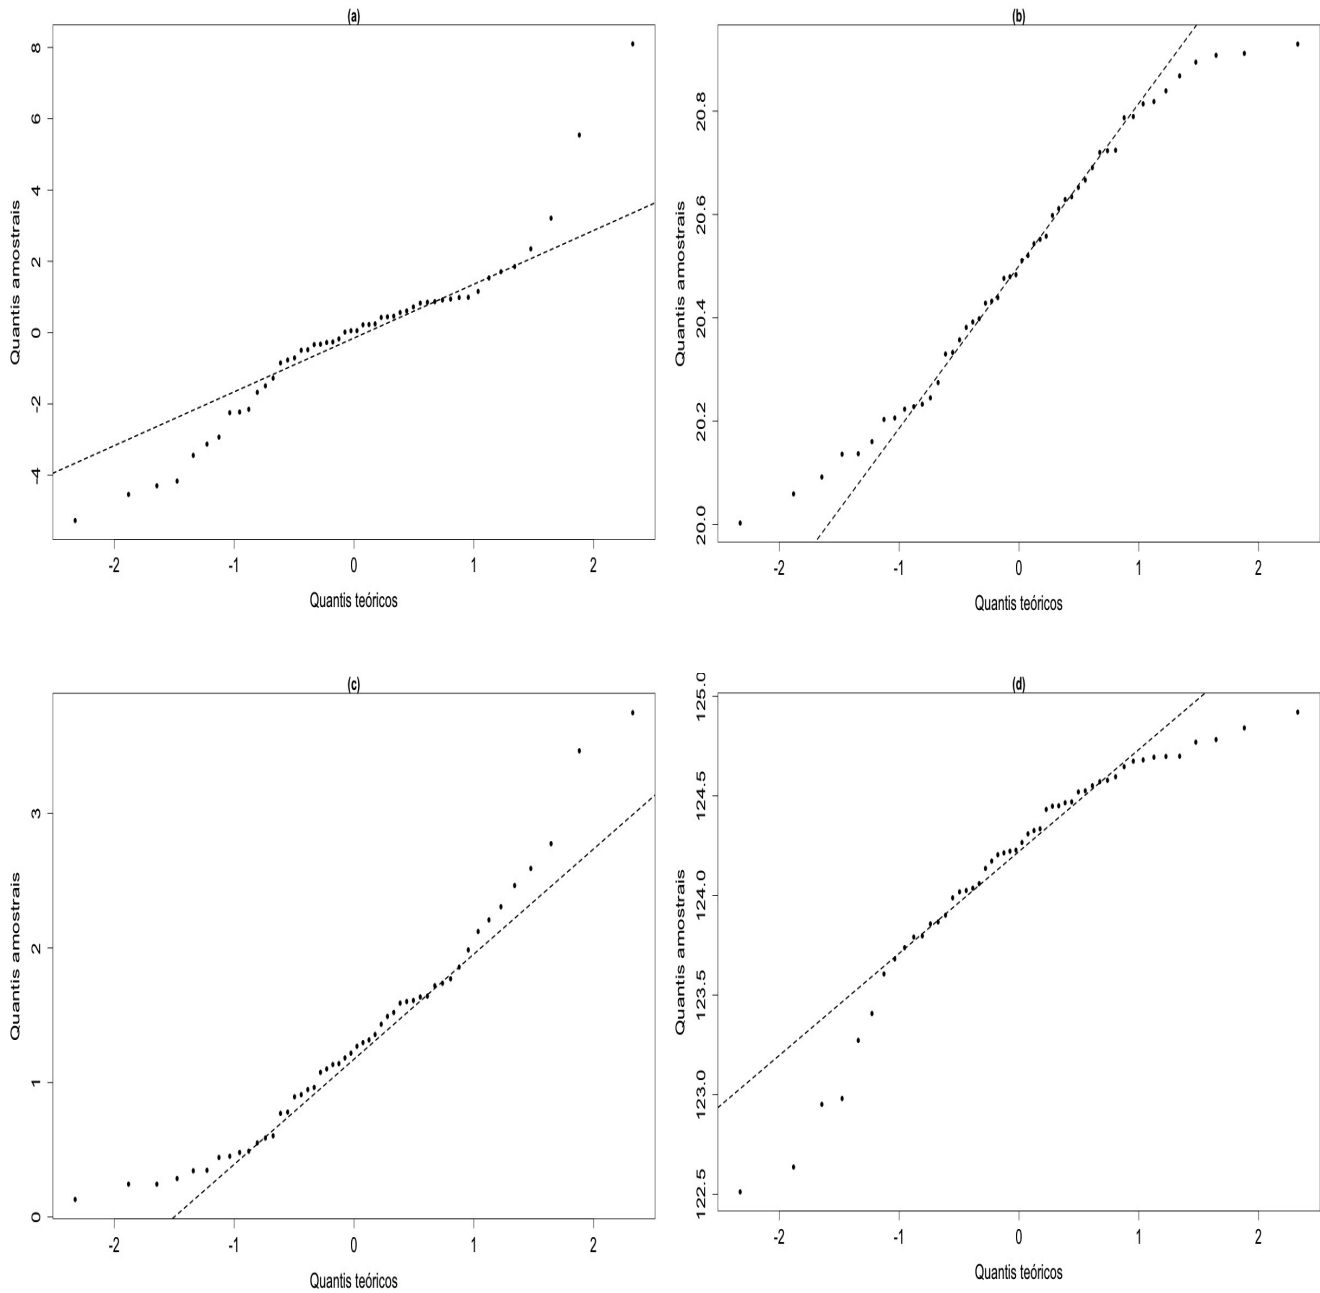 (a)
8
6
4
2
0
-2
-4
Quantis amostrais
-2 -1 0 1 2
Quantis teóricos
(b)
20.8
20.6
20.4
20.2
20.0
Quantis amostrais
-2 -1 0 1 2
Quantis teóricos
(c)
3
2
1
0
Quantis amostrais
-2 -1 0 1 2
Quantis teóricos
(d)
125.0
124.5
124.0
123.5
123.0
122.5
Quantis amostrais
-2 -1 0 1 2
Quantis teóricos